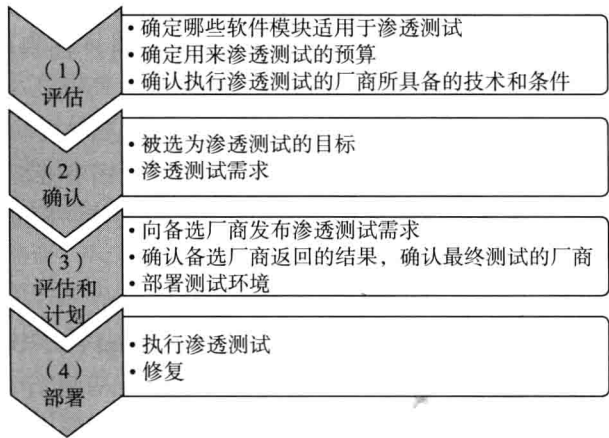 （1）
评估
•确定哪些软件模块适用于渗透测试
•确定用来渗透测试的预算
•确认执行渗透测试的厂商所具备的技术和条件
（2）
确认
•被选为渗透测试的目标
•渗透测试需求
（3）
评估和
计划
•向备选厂商发布渗透测试需求
•确认备选厂商返回的结果，确认最终测试的厂商
•部署测试环境
（4）
部署
•执行渗透测试
•修复